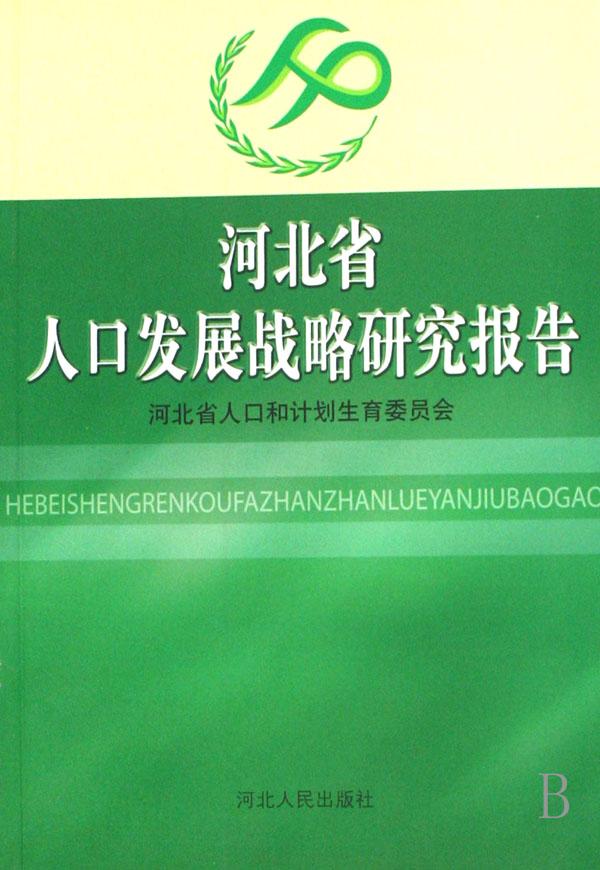 河北省
人口发展战略研究报告
河北省人口和计划生育委员会
HEBEISHENGRENKOUFAZHANZHANLUEYANJIUBAOGAO
河北人民出版社
B